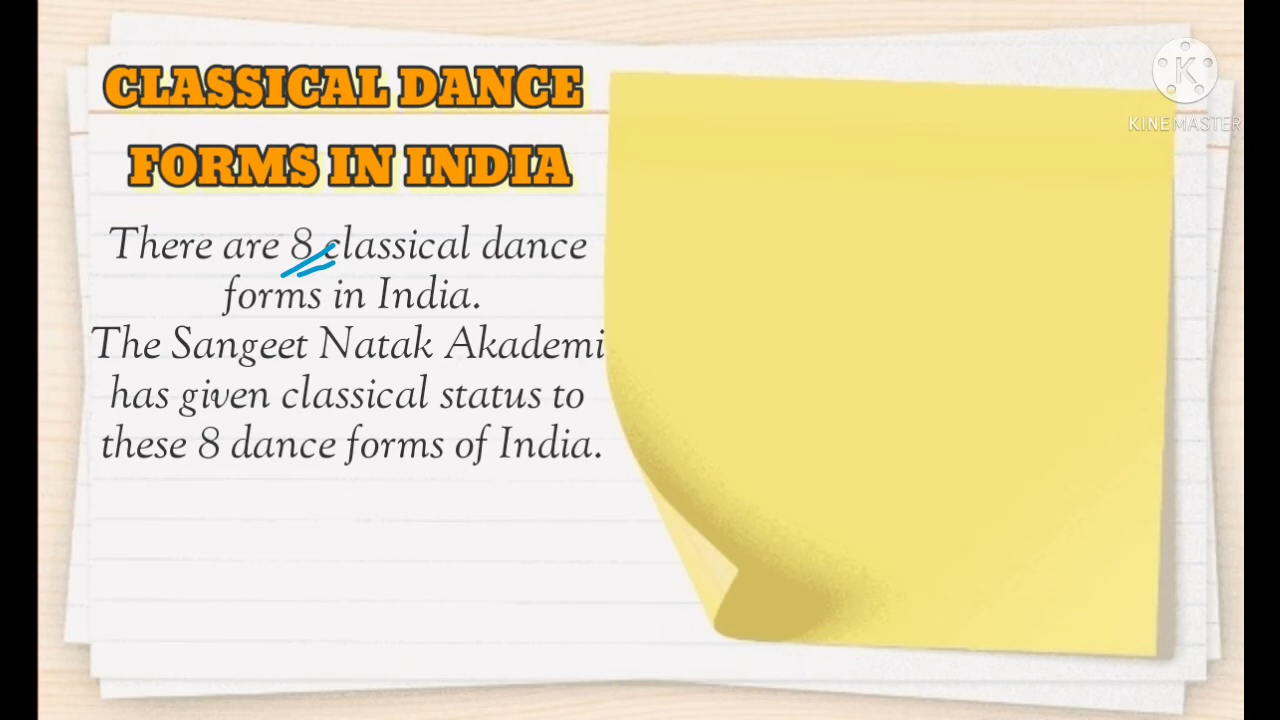 CLASSICAL DANCE
FORMS IN INDIA
There are 8 classical dance
forms in India.
The Sangeet Natak Akademi
has given classical status to
these 8 dance forms of India.
K
KINEMASTER